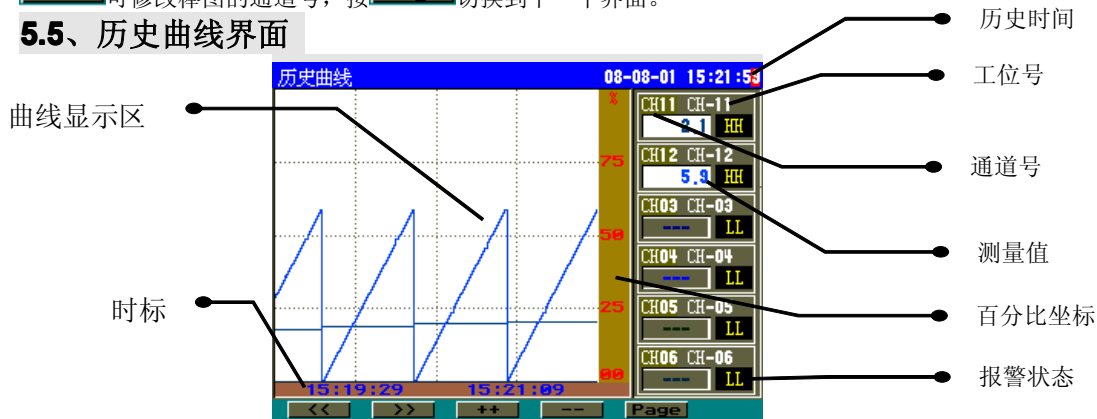 可修改棒图的通道号，按
切换到下一个界面。
5.5、历史曲线界面
历史时间
工位号
通道号
测量值
百分比坐标
报警状态
曲线显示区
时标
历史曲线 08-08-01 15:21:5
%
75
50
25
00
CH11 CH-11
2.1 HH
CH12 CH-12
5.9 HH
CH03 CH-03
--- LL
CH04 CH-04
--- LL
CH05 CH-05
--- LL
CH06 CH-06
--- LL
15:19:29 15:21:09
<< >> ++ -- Page